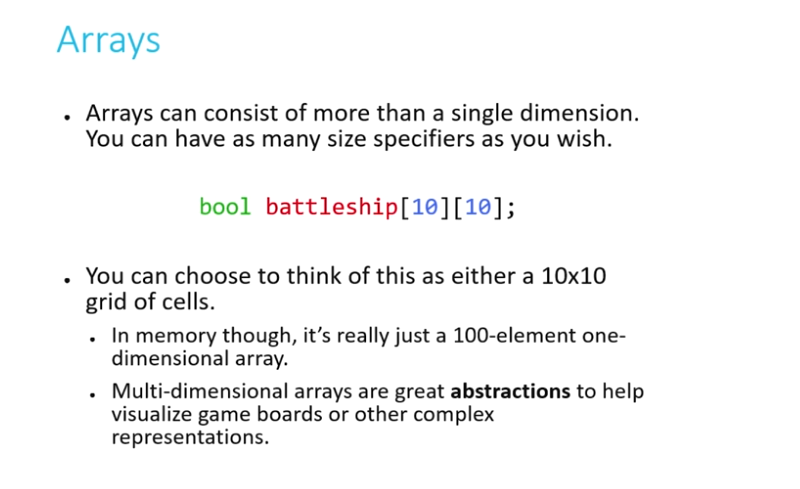 Arrays
• Arrays can consist of more than a single dimension.
You can have as many size specifiers as you wish.
bool battleship[10][10];
• You can choose to think of this as either a 10x10
grid of cells.
• In memory though, it’s really just a 100-element one-
dimensional array.
• Multi-dimensional arrays are great abstractions to help
visualize game boards or other complex
representations.